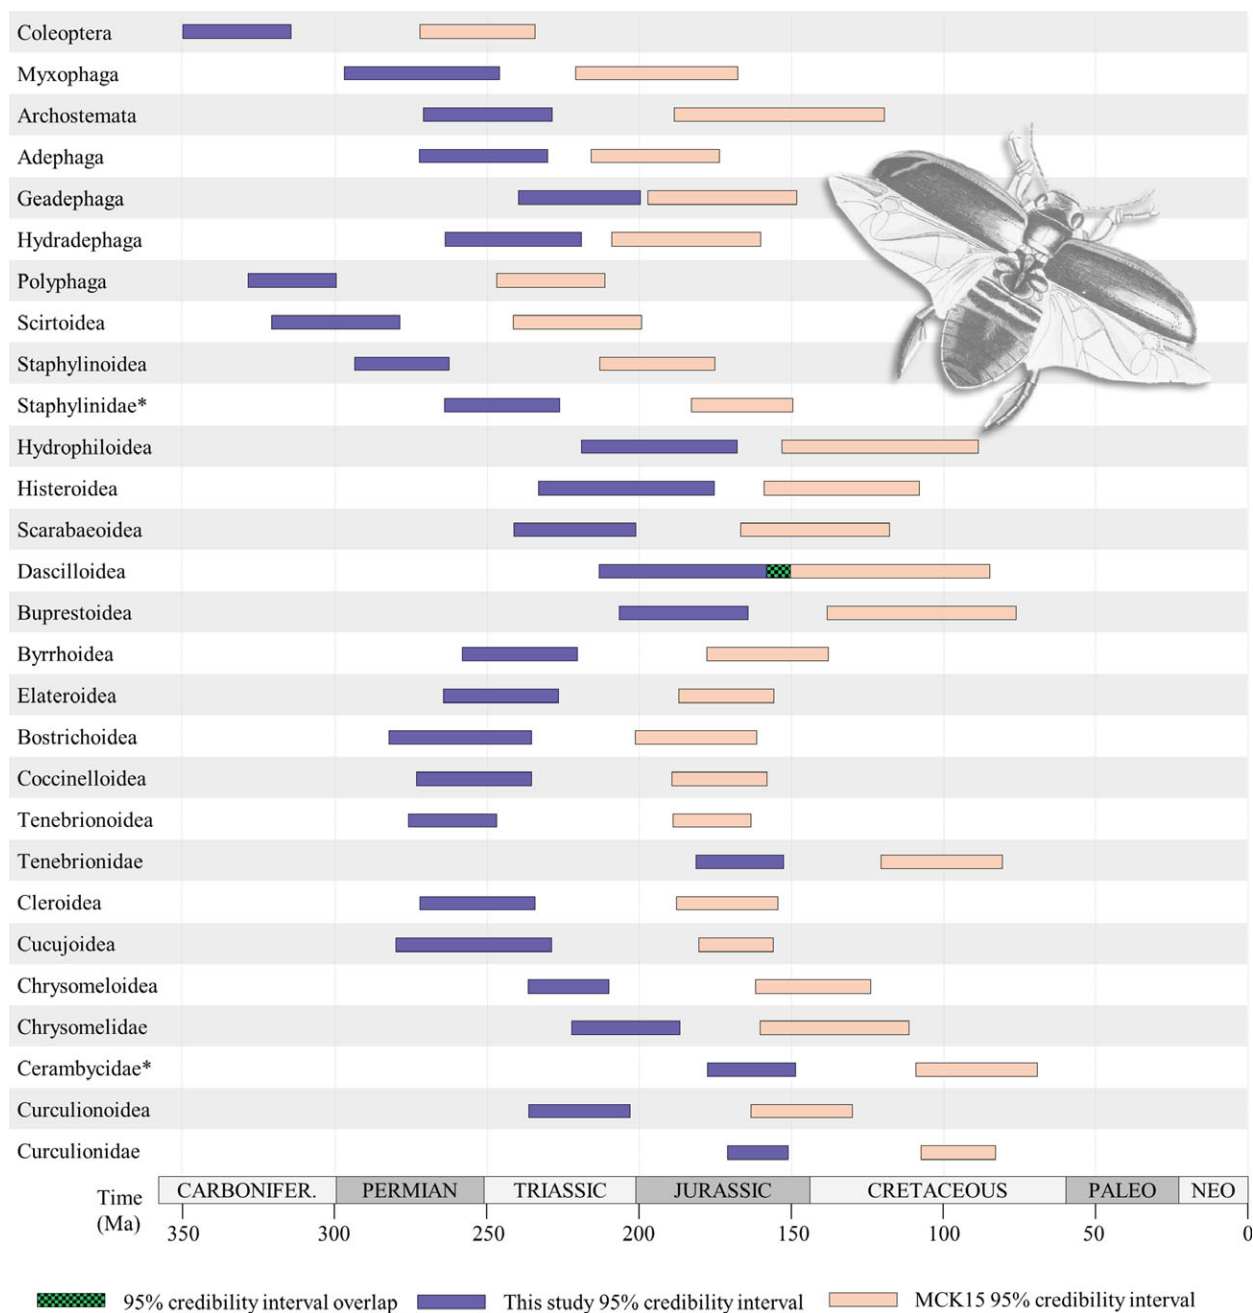 Coleoptera
Myxophaga
Archostemata
Adephaga
Geadephaga
Hydradephaga
Polyphaga
Scirtoidea
Staphylinoidea
Staphylinidae*
Hydrophiloidea
Histeroidea
Scarabaeoidea
Dascilloidea
Buprestoidea
Byrrhoidea
Elateroidea
Bostrichoidea
Coccinelloidea
Tenebrionoidea
Tenebrionidae
Cleroidea
Cucujoidea
Chrysomeloidea
Chrysomelidae
Cerambycidae*
Curculionoidea
Curculionidae
CARBONIFER. PERMIAN TRIASSIC JURASSIC CRETACEOUS PALEO NEO
Time
(Ma)
350 300 250 200 150 100 50 0
95% credibility interval overlap This study 95% credibility interval MCK15 95% credibility interval